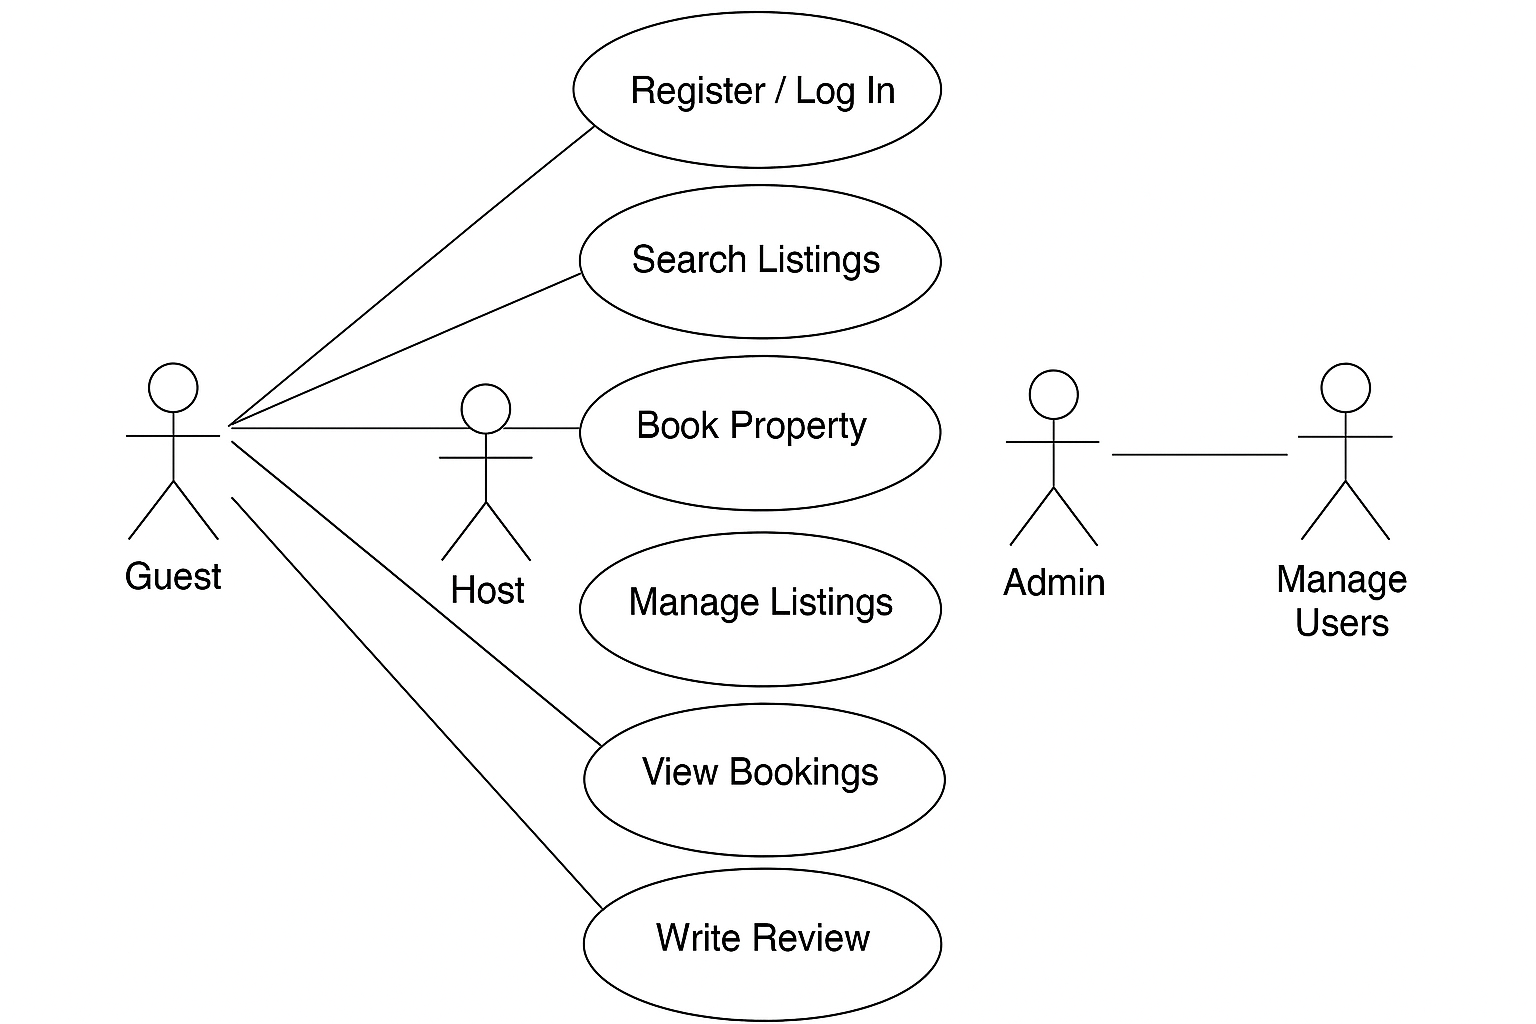 Register / Log In
Search Listings
Book Property
Guest
Host
Manage Listings
Admin
Manage
Users
View Bookings
Write Review